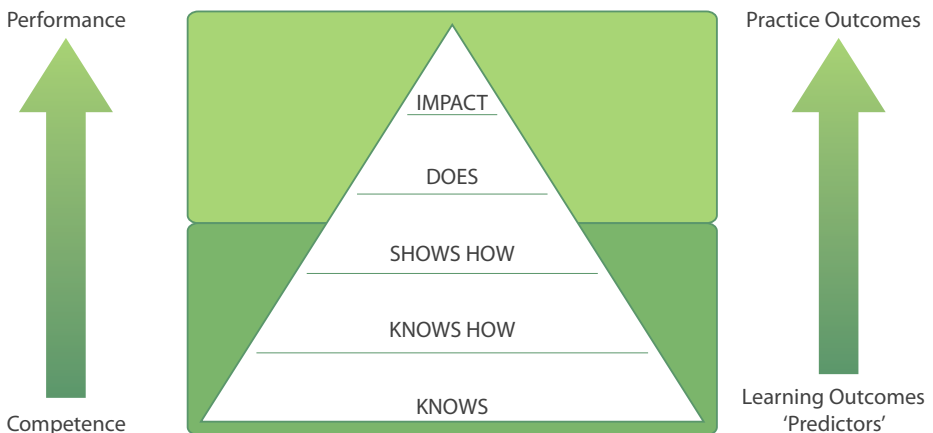 Performance
Practice Outcomes
IMPACT
DOES
SHOWS HOW
KNOWS HOW
KNOWS
Competence
Learning Outcomes
'Predictors'